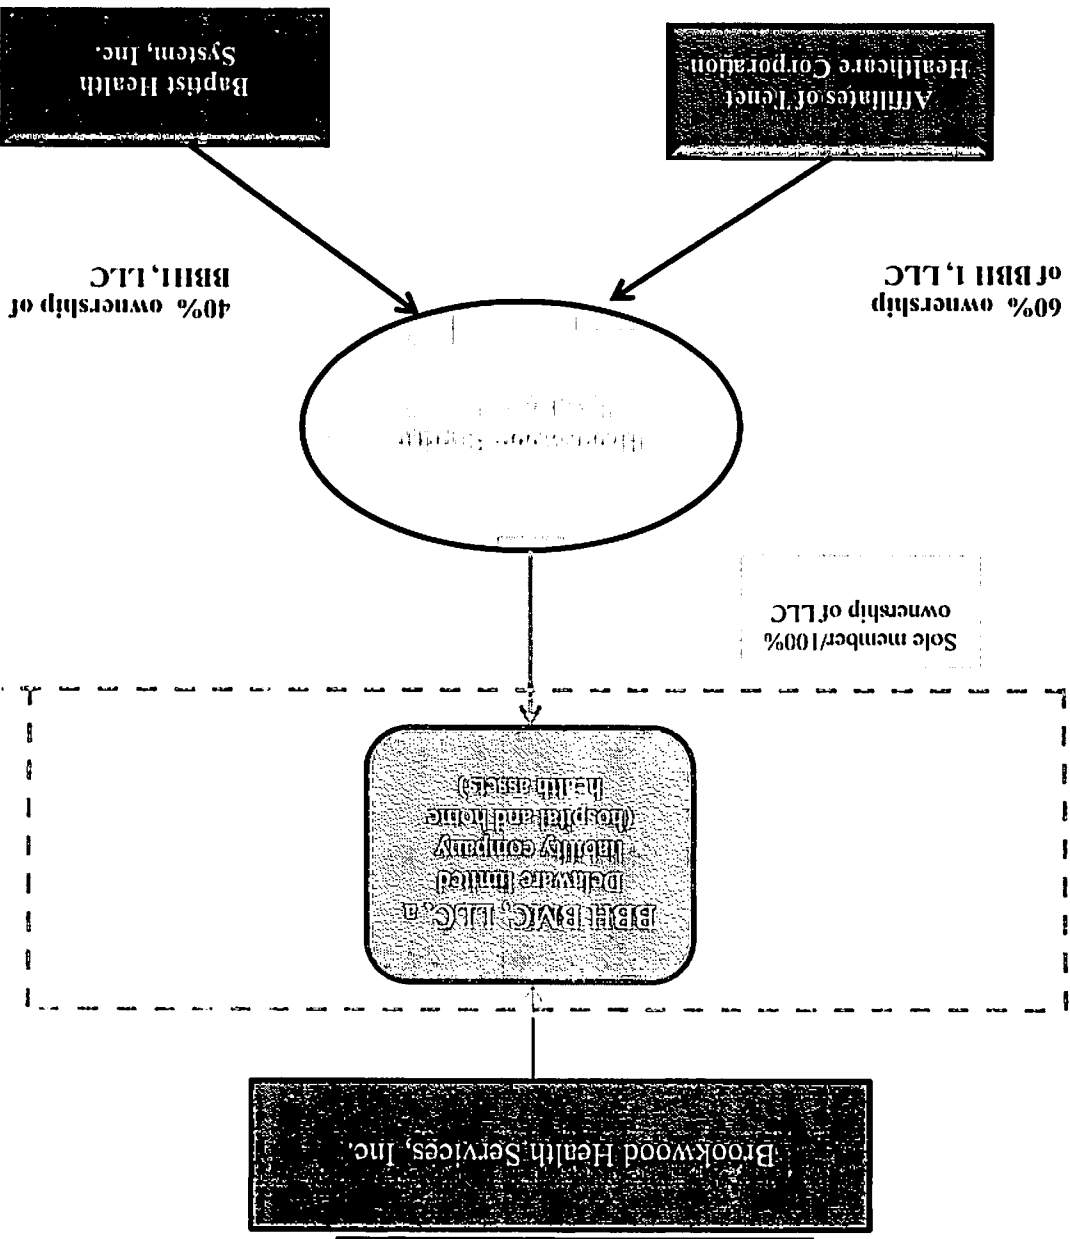 Brookwood Health Services, Inc.
BBH BMC, LLC, a
Delaware limited
liability company
(hospital and home
health assets)
Sole member/100%
ownership of LLC
60% ownership
of BBH 1, LLC
40% ownership of
BBH1, LLC
Affiliates of Tenet
Healthcare Corporation
Baptist Health
System, Inc.